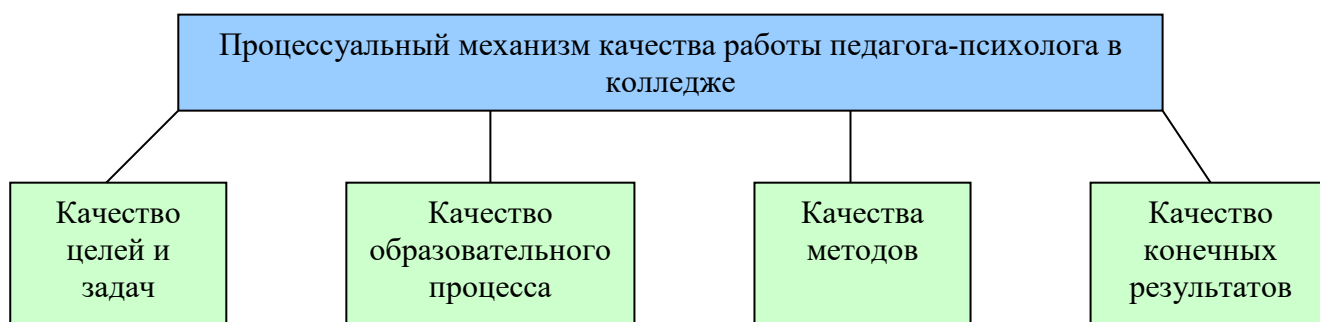 Процессуальный механизм качества работы педагога-психолога в
колледже
Качество
целей и
задач
Качество
образовательного
процесса
Качества
методов
Качество
конечных
результатов